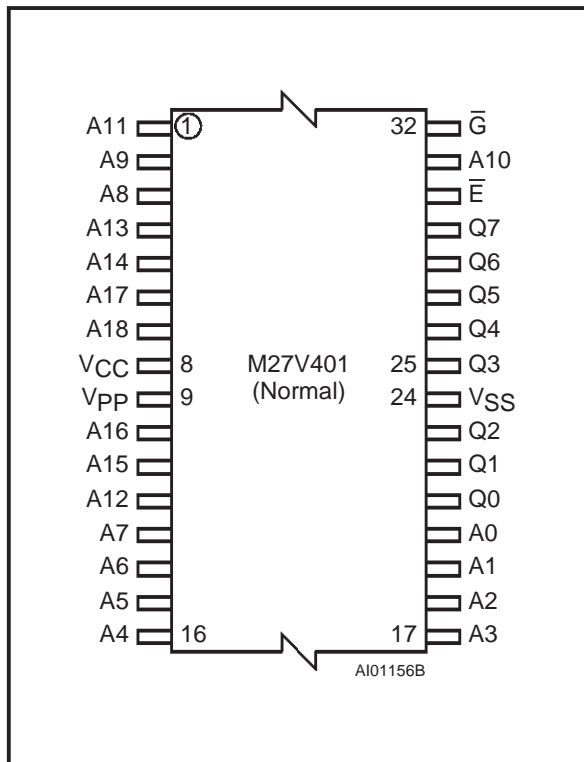 A11 1 32 G̅
A9 A10
A8 E̅
A13 Q7
A14 Q6
A17 Q5
A18 Q4
VCC 8 M27V401 25 Q3
VPP 9 (Normal) 24 VSS
A16 Q2
A15 Q1
A12 Q0
A7 A0
A6 A1
A5 A2
A4 16 17 A3
AI01156B